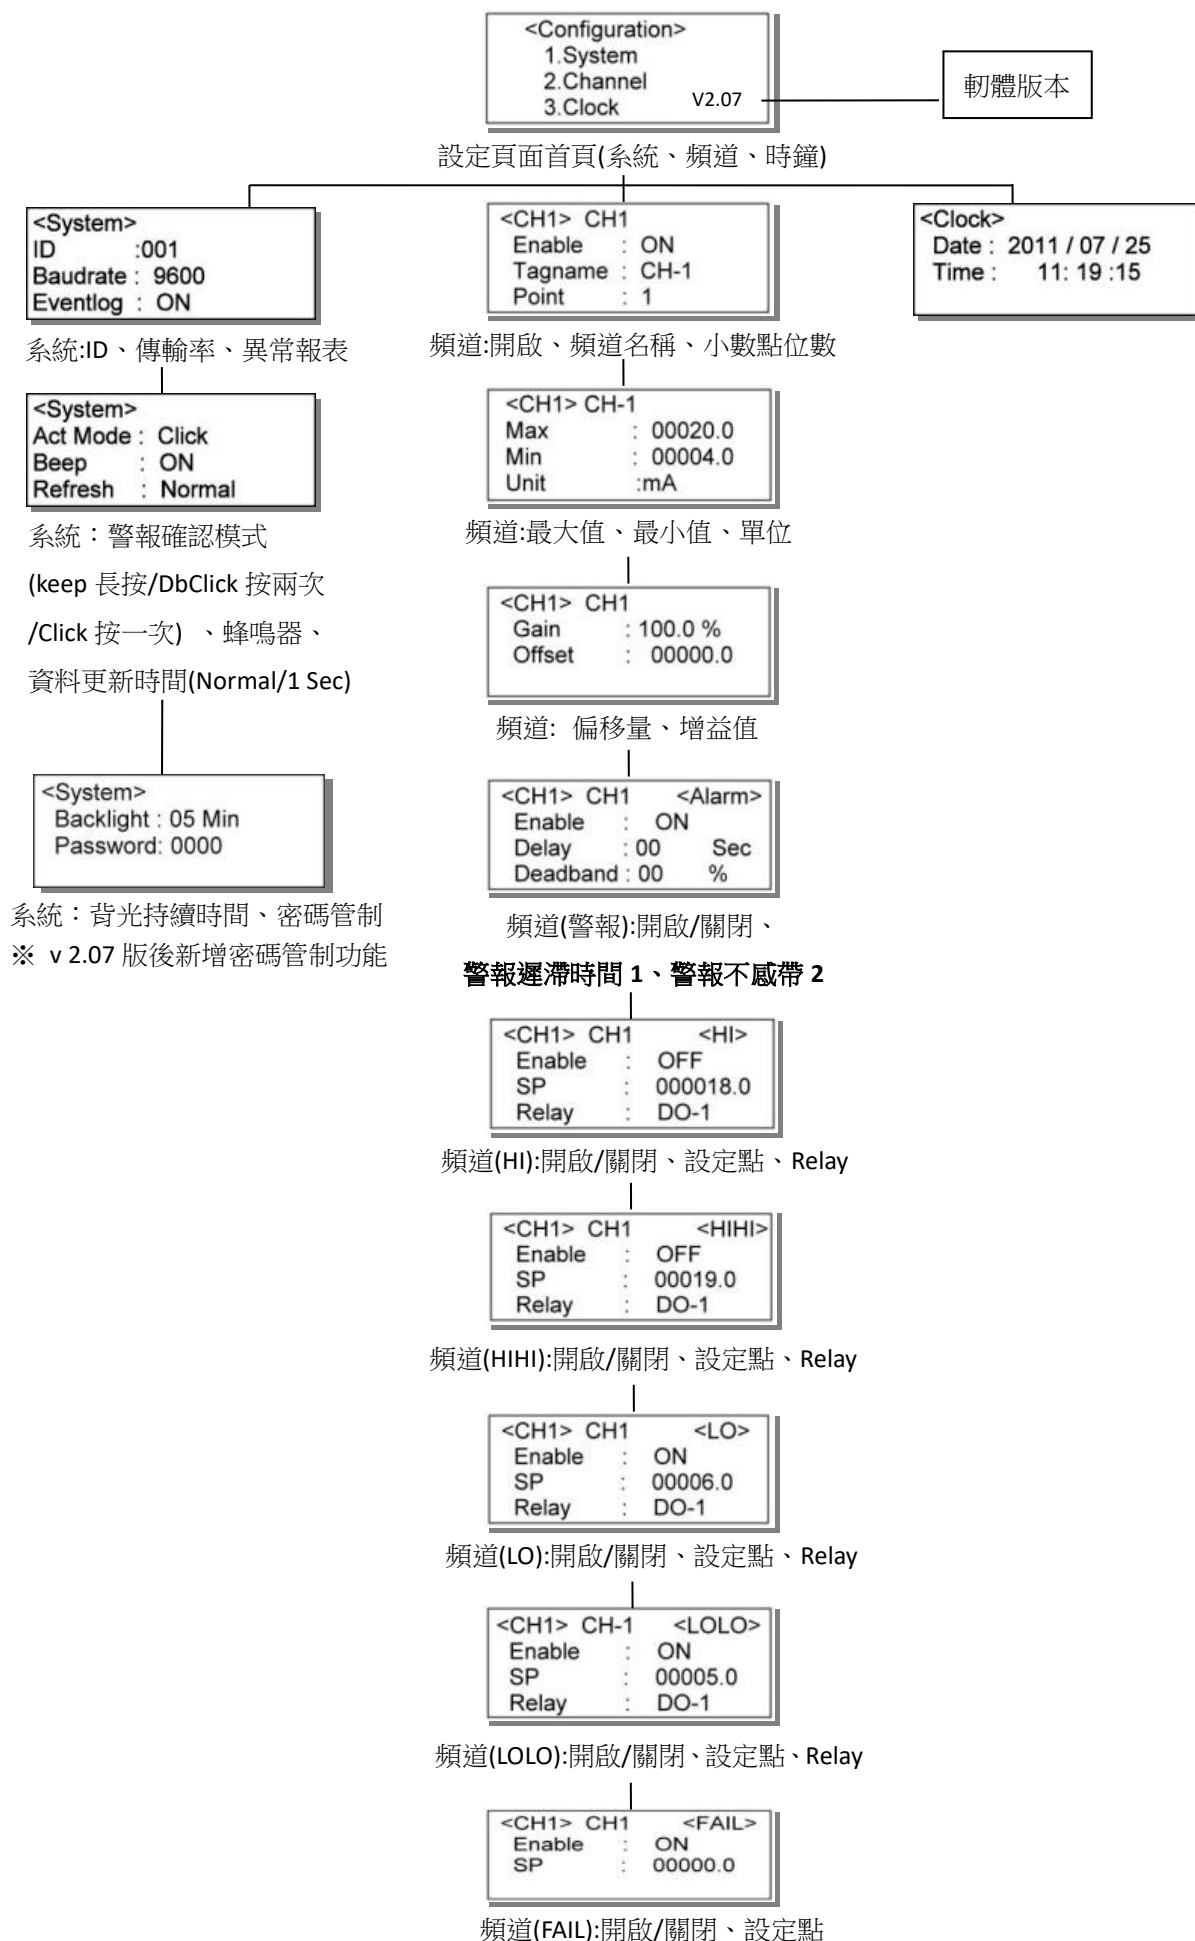 <Configuration>
1.System
2.Channel
3.Clock
V2.07
軔體版本
設定頁面首頁(系統、頻道、時鐘)
<System>
ID :001
Baudrate : 9600
Eventlog : ON
系統:ID、傳輸率、異常報表
<System>
Act Mode : Click
Beep : ON
Refresh : Normal
系統：警報確認模式
(keep 長按/DbClick 按兩次
/Click 按一次) 、蜂鳴器、
資料更新時間(Normal/1 Sec)
<System>
Backlight : 05 Min
Password: 0000
系統：背光持續時間、密碼管制
※ v 2.07 版後新增密碼管制功能
<CH1> CH1
Enable : ON
Tagname : CH-1
Point : 1
頻道:開啟、頻道名稱、小數點位數
<CH1> CH-1
Max : 00020.0
Min : 00004.0
Unit :mA
頻道:最大值、最小值、單位
<CH1> CH1
Gain : 100.0 %
Offset : 00000.0
頻道: 偏移量、增益值
<CH1> CH1 <Alarm>
Enable : ON
Delay : 00 Sec
Deadband : 00 %
頻道(警報):開啟/關閉、
警報遲滯時間 1、警報不感帶 2
<CH1> CH1 <HI>
Enable : OFF
SP : 000018.0
Relay : DO-1
頻道(HI):開啟/關閉、設定點、Relay
<CH1> CH1 <HIHI>
Enable : OFF
SP : 00019.0
Relay : DO-1
頻道(HIHI):開啟/關閉、設定點、Relay
<CH1> CH1 <LO>
Enable : ON
SP : 00006.0
Relay : DO-1
頻道(LO):開啟/關閉、設定點、Relay
<CH1> CH-1 <LOLO>
Enable : ON
SP : 00005.0
Relay : DO-1
頻道(LOLO):開啟/關閉、設定點、Relay
<CH1> CH1 <FAIL>
Enable : ON
SP : 00000.0
頻道(FAIL):開啟/關閉、設定點
<Clock>
Date : 2011 / 07 / 25
Time : 11: 19 :15